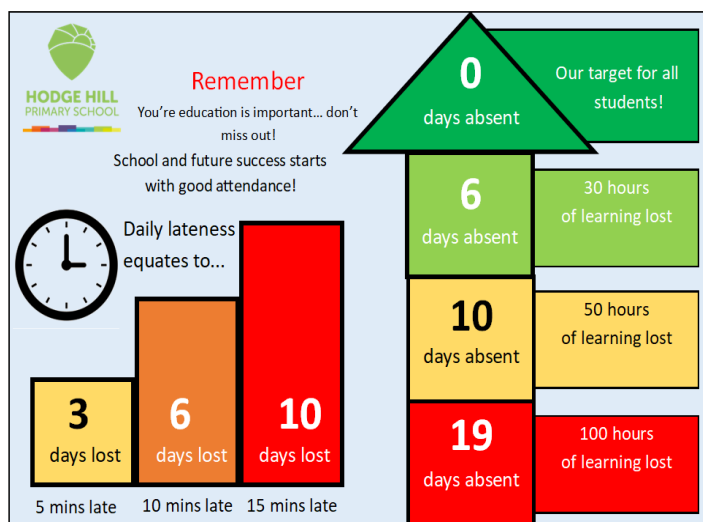 HODGE HILL
PRIMARY SCHOOL
Remember
You're education is important... don't
miss out!
School and future success starts
with good attendance!
Daily lateness
equates to...
3
days lost
5 mins late
6
days lost
10 mins late
10
days lost
15 mins late
0
days absent
Our target for all
students!
6
days absent
30 hours
of learning lost
10
days absent
50 hours
of learning lost
19
days absent
100 hours
of learning lost